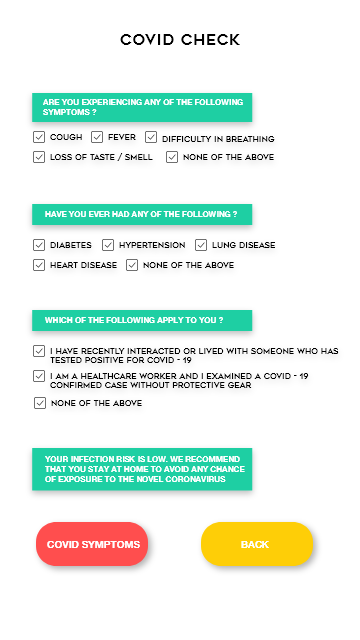 COVID CHECK
ARE YOU EXPERIENCING ANY OF THE FOLLOWING
SYMPTOMS ?
COUGH FEVER DIFFICULTY IN BREATHING
LOSS OF TASTE / SMELL NONE OF THE ABOVE
HAVE YOU EVER HAD ANY OF THE FOLLOWING ?
DIABETES HYPERTENSION LUNG DISEASE
HEART DISEASE NONE OF THE ABOVE
WHICH OF THE FOLLOWING APPLY TO YOU ?
I HAVE RECENTLY INTERACTED OR LIVED WITH SOMEONE WHO HAS
TESTED POSITIVE FOR COVID - 19
I AM A HEALTHCARE WORKER AND I EXAMINED A COVID - 19
CONFIRMED CASE WITHOUT PROTECTIVE GEAR
NONE OF THE ABOVE
YOUR INFECTION RISK IS LOW. WE RECOMMEND
THAT YOU STAY AT HOME TO AVOID ANY CHANCE
OF EXPOSURE TO THE NOVEL CORONAVIRUS
COVID SYMPTOMS BACK